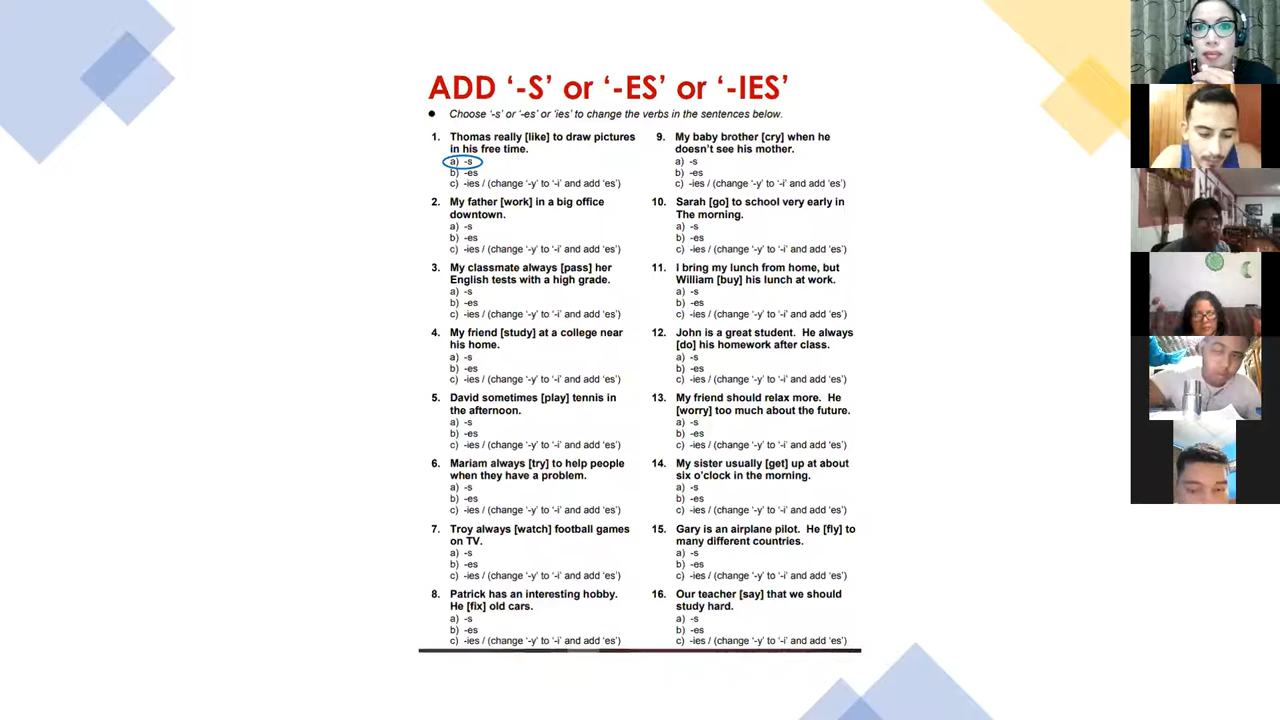 ADD ‘-S’ or ‘-ES’ or ‘-IES’
● Choose ‘-s’ or ‘-es’ or ‘ies’ to change the verbs in the sentences below.
1. Thomas really [like] to draw pictures
in his free time.
a) -s
b) -es
c) -ies / (change ‘-y’ to ‘-i’ and add ‘es’)
2. My father [work] in a big office
downtown.
a) -s
b) -es
c) -ies / (change ‘-y’ to ‘-i’ and add ‘es’)
3. My classmate always [pass] her
English tests with a high grade.
a) -s
b) -es
c) -ies / (change ‘-y’ to ‘-i’ and add ‘es’)
4. My friend [study] at a college near
his home.
a) -s
b) -es
c) -ies / (change ‘-y’ to ‘-i’ and add ‘es’)
5. David sometimes [play] tennis in
the afternoon.
a) -s
b) -es
c) -ies / (change ‘-y’ to ‘-i’ and add ‘es’)
6. Mariam always [try] to help people
when they have a problem.
a) -s
b) -es
c) -ies / (change ‘-y’ to ‘-i’ and add ‘es’)
7. Troy always [watch] football games
on TV.
a) -s
b) -es
c) -ies / (change ‘-y’ to ‘-i’ and add ‘es’)
8. Patrick has an interesting hobby.
He [fix] old cars.
a) -s
b) -es
c) -ies / (change ‘-y’ to ‘-i’ and add ‘es’)
9. My baby brother [cry] when he
doesn’t see his mother.
a) -s
b) -es
c) -ies / (change ‘-y’ to ‘-i’ and add ‘es’)
10. Sarah [go] to school very early in
The morning.
a) -s
b) -es
c) -ies / (change ‘-y’ to ‘-i’ and add ‘es’)
11. I bring my lunch from home, but
William [buy] his lunch at work.
a) -s
b) -es
c) -ies / (change ‘-y’ to ‘-i’ and add ‘es’)
12. John is a great student. He always
[do] his homework after class.
a) -s
b) -es
c) -ies / (change ‘-y’ to ‘-i’ and add ‘es’)
13. My friend should relax more. He
[worry] too much about the future.
a) -s
b) -es
c) -ies / (change ‘-y’ to ‘-i’ and add ‘es’)
14. My sister usually [get] up at about
six o’clock in the morning.
a) -s
b) -es
c) -ies / (change ‘-y’ to ‘-i’ and add ‘es’)
15. Gary is an airplane pilot. He [fly] to
many different countries.
a) -s
b) -es
c) -ies / (change ‘-y’ to ‘-i’ and add ‘es’)
16. Our teacher [say] that we should
study hard.
a) -s
b) -es
c) -ies / (change ‘-y’ to ‘-i’ and add ‘es’)